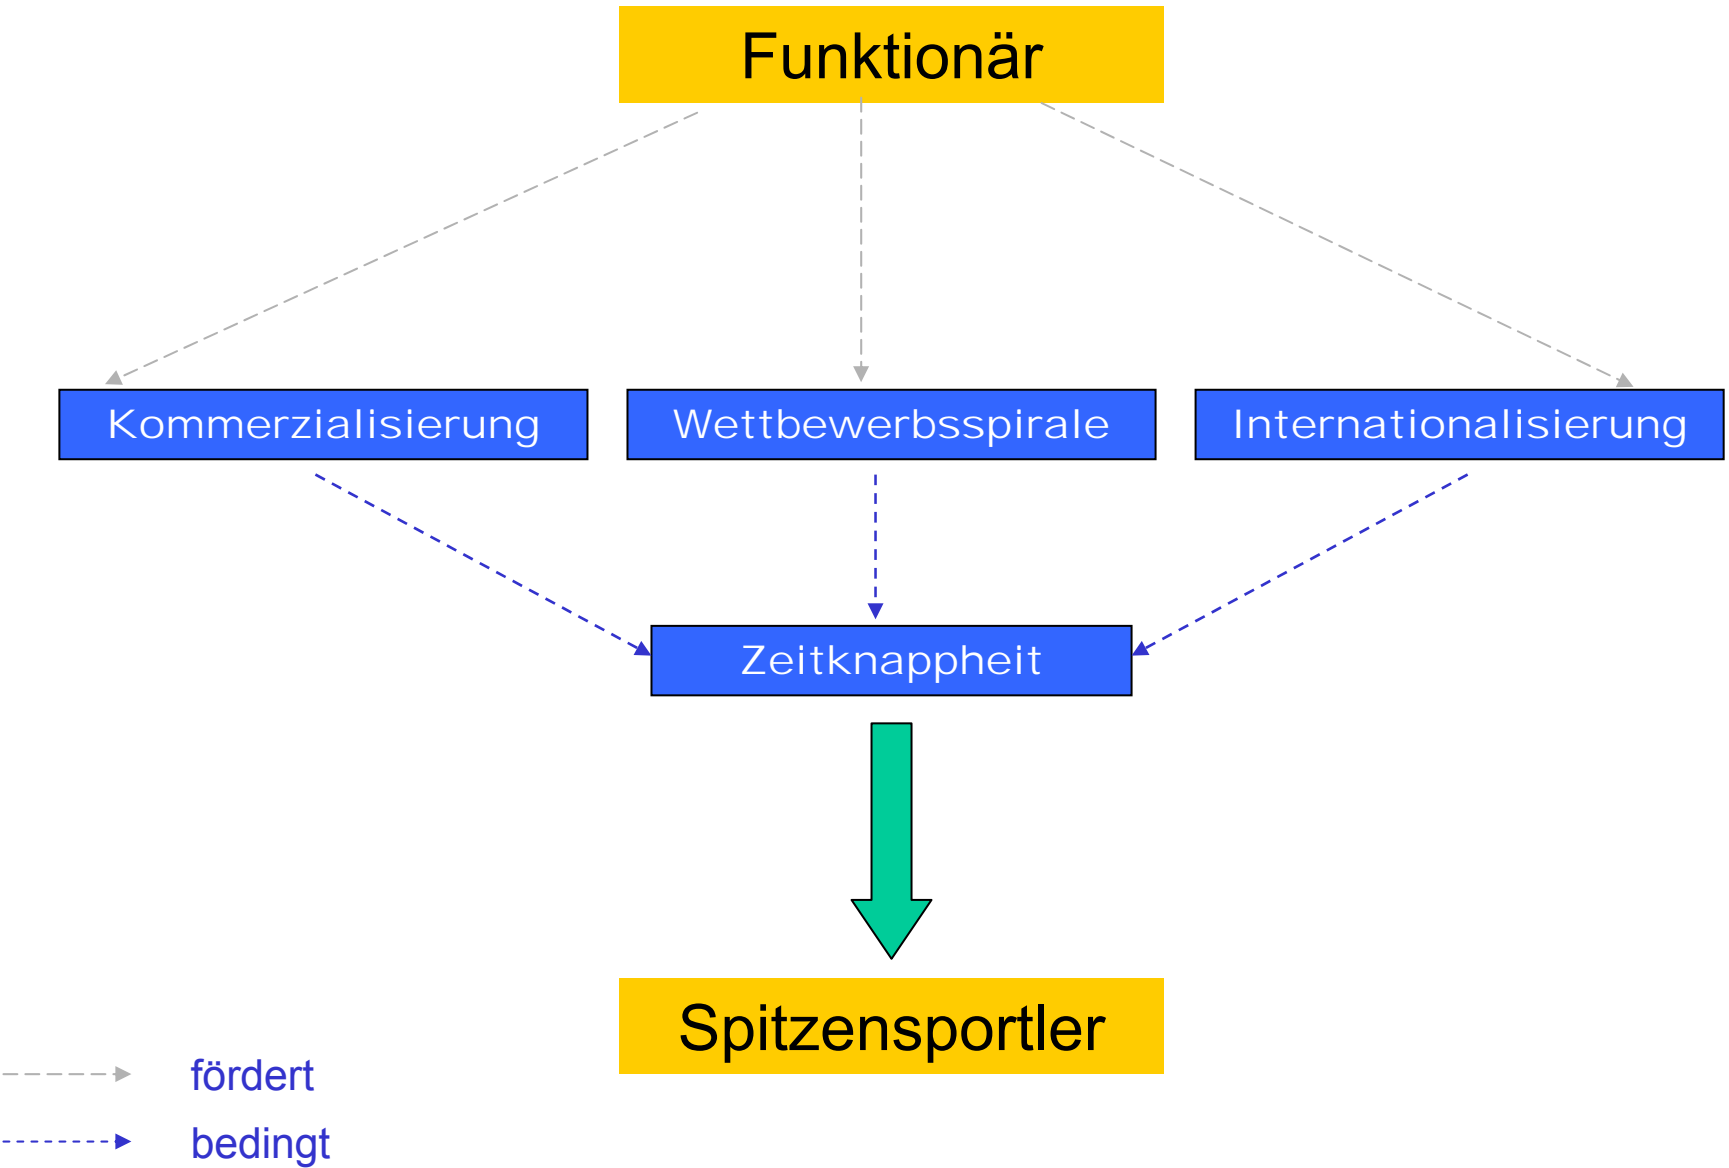 Funktionär
Kommerzialisierung
Wettbewerbsspirale
Internationalisierung
Zeitknappheit
Spitzensportler
fördert
bedingt